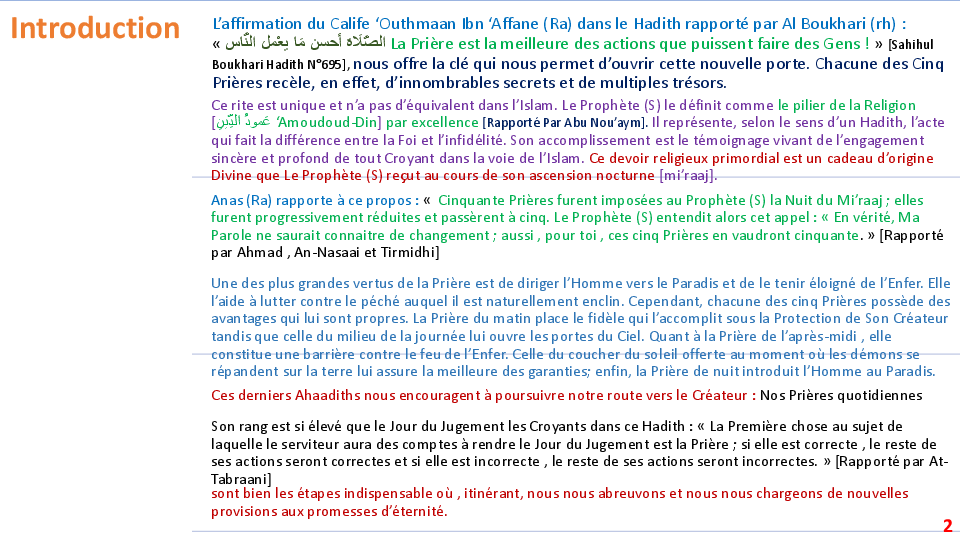 Introduction
L’affirmation du Calife ‘Outhmaan Ibn ‘Affane (Ra) dans le Hadith rapporté par Al Boukhari (rh) :
« الصَّلَاة أَحسن مَا يعْمل النَّاس La Prière est la meilleure des actions que puissent faire des Gens ! » [Sahihul
Boukhari Hadith N°695], nous offre la clé qui nous permet d’ouvrir cette nouvelle porte. Chacune des Cinq
Prières recèle, en effet, d’innombrables secrets et de multiples trésors.
Ce rite est unique et n’a pas d’équivalent dans l’Islam. Le Prophète (S) le définit comme le pilier de la Religion
[عَمودُ الدِّينِ ‘Amoudoud-Din] par excellence [Rapporté Par Abu Nou’aym]. Il représente, selon le sens d’un Hadith, l’acte
qui fait la différence entre la Foi et l’infidélité. Son accomplissement est le témoignage vivant de l’engagement
sincère et profond de tout Croyant dans la voie de l’Islam. Ce devoir religieux primordial est un cadeau d’origine
Divine que Le Prophète (S) reçut au cours de son ascension nocturne [mi’raaj].
Anas (Ra) rapporte à ce propos : « Cinquante Prières furent imposées au Prophète (S) la Nuit du Mi’raaj ; elles
furent progressivement réduites et passèrent à cinq. Le Prophète (S) entendit alors cet appel : « En vérité, Ma
Parole ne saurait connaitre de changement ; aussi , pour toi , ces cinq Prières en vaudront cinquante. » [Rapporté
par Ahmad , An-Nasaai et Tirmidhi]
Une des plus grandes vertus de la Prière est de diriger l’Homme vers le Paradis et de le tenir éloigné de l’Enfer. Elle
l’aide à lutter contre le péché auquel il est naturellement enclin. Cependant, chacune des cinq Prières possède des
avantages qui lui sont propres. La Prière du matin place le fidèle qui l’accomplit sous la Protection de Son Créateur
tandis que celle du milieu de la journée lui ouvre les portes du Ciel. Quant à la Prière de l’après-midi , elle
constitue une barrière contre le feu de l’Enfer. Celle du coucher du soleil offerte au moment où les démons se
répandent sur la terre lui assure la meilleure des garanties; enfin, la Prière de nuit introduit l’Homme au Paradis.
Ces derniers Ahaadiths nous encouragent à poursuivre notre route vers le Créateur : Nos Prières quotidiennes
Son rang est si élevé que le Jour du Jugement les Croyants dans ce Hadith : « La Première chose au sujet de
laquelle le serviteur aura des comptes à rendre le Jour du Jugement est la Prière ; si elle est correcte , le reste de
ses actions seront correctes et si elle est incorrecte , le reste de ses actions seront incorrectes. » [Rapporté par At-
Tabraani]
sont bien les étapes indispensable où , itinérant, nous nous abreuvons et nous nous chargeons de nouvelles
provisions aux promesses d’éternité.
2